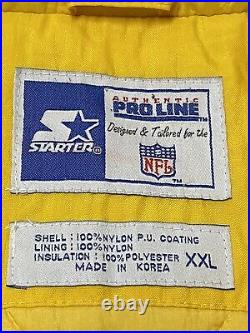 AUTHENTIC
PRO LINE™
Designed & Tailored for the
STARTER®
NFL
™
SHELL : 100%NYLON P.U. COATING
LINING : 100%NYLON
INSULATION : 100%POLYESTER XXL
MADE IN KOREA